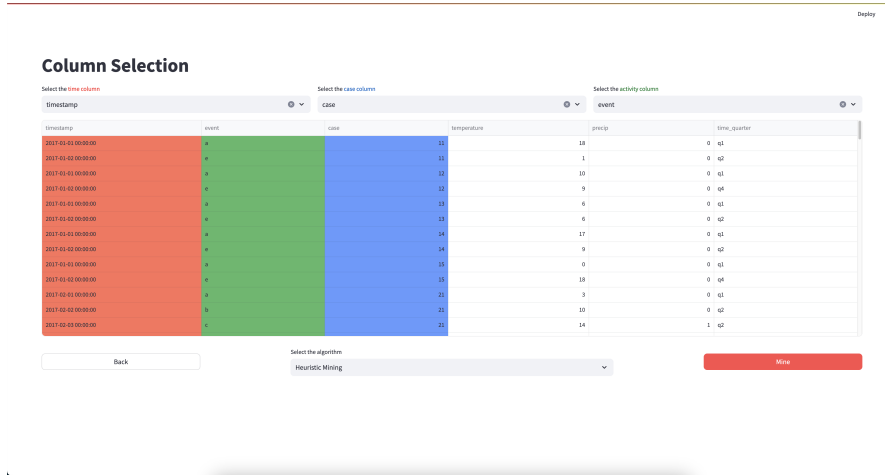 Deploy
Column Selection
Select the time column Select the case column Select the activity column
timestamp case event
timestamp event case temperature precip time_quarter
2017-01-01 00:00:00 a 11 18 0 q1
2017-01-02 00:00:00 e 11 1 0 q2
2017-01-01 00:00:00 a 12 10 0 q1
2017-01-02 00:00:00 e 12 9 0 q4
2017-01-01 00:00:00 a 13 6 0 q1
2017-01-02 00:00:00 e 13 6 0 q2
2017-01-01 00:00:00 a 14 17 0 q1
2017-01-02 00:00:00 e 14 9 0 q2
2017-01-01 00:00:00 a 15 0 0 q1
2017-01-02 00:00:00 e 15 18 0 q4
2017-02-01 00:00:00 a 21 3 0 q1
2017-02-02 00:00:00 b 21 10 0 q2
2017-02-03 00:00:00 c 21 14 1 q2
Select the algorithm
Back Heuristic Mining Mine